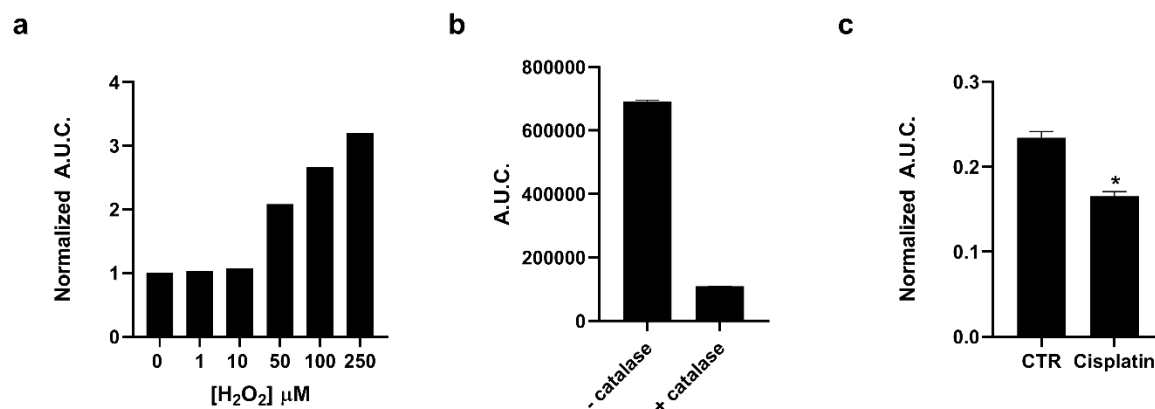 a
Normalized A.U.C.
4
3
2
1
0
0 1 10 50 100 250
[H₂O₂] μM
b
A.U.C.
800000
600000
400000
200000
0
- catalase
+ catalase
c
Normalized A.U.C.
0.3
0.2
0.1
0.0
*
CTR Cisplatin